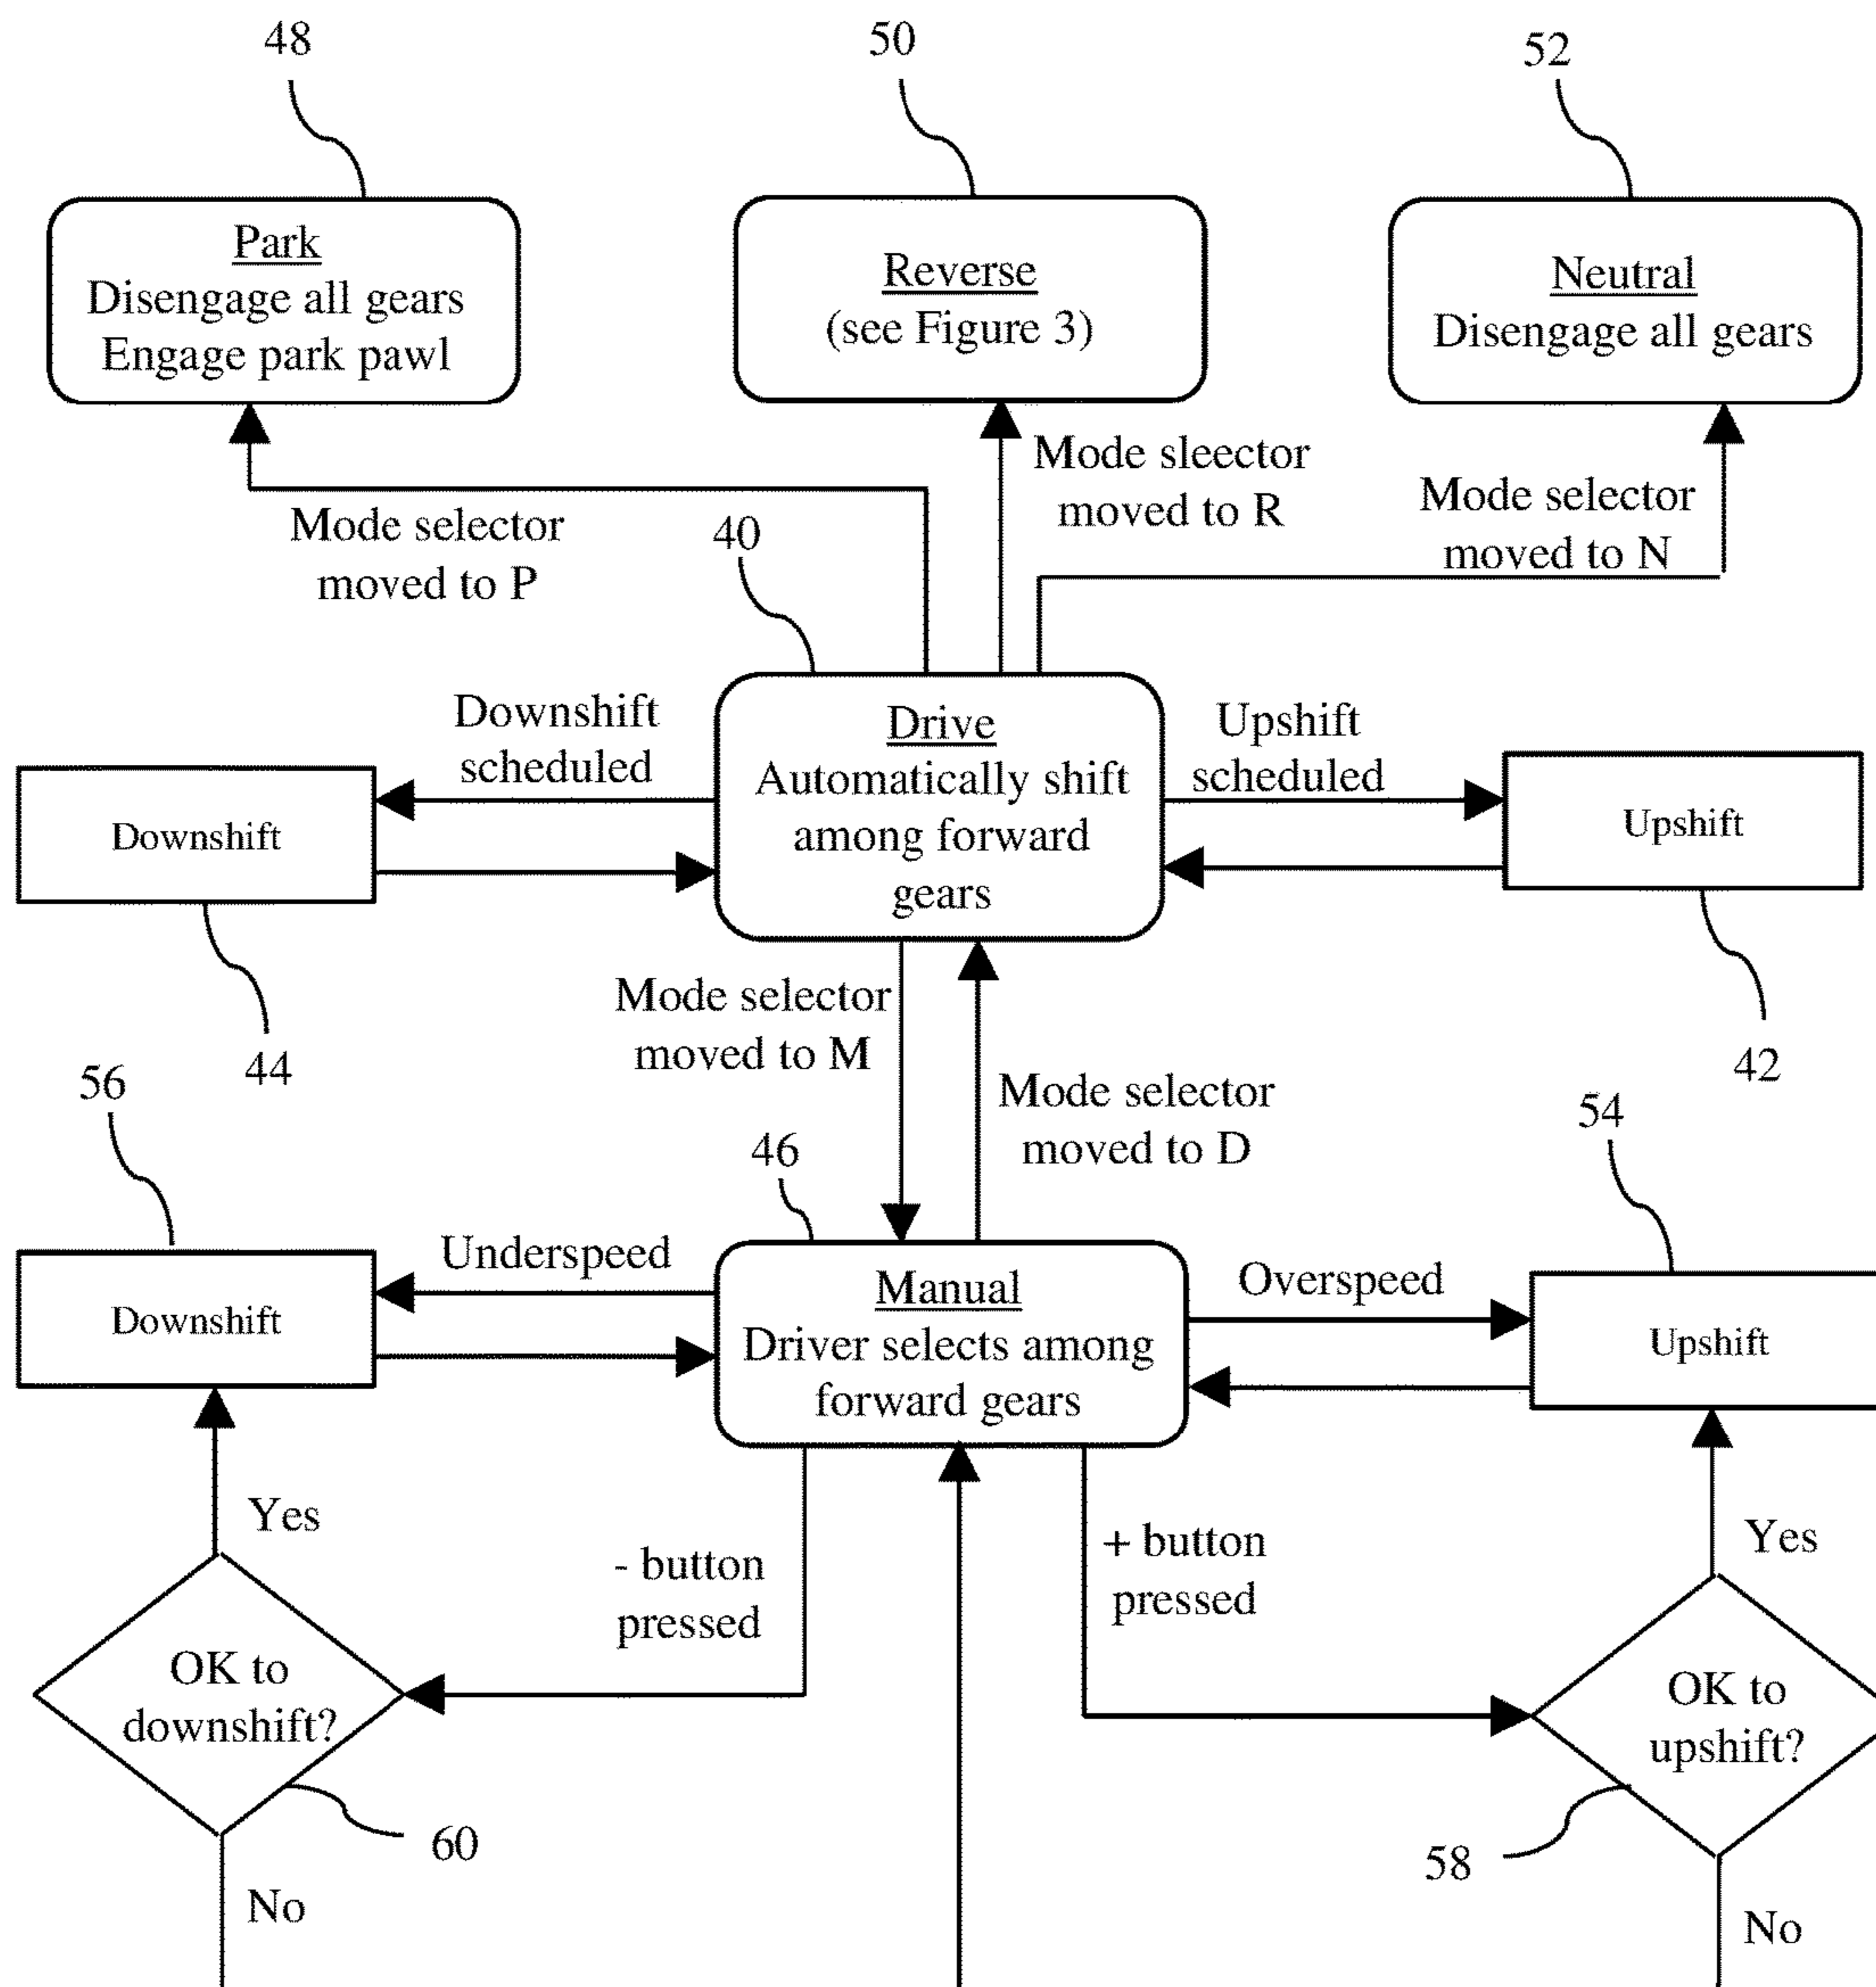 48
50
52
Park
Disengage all gears
Engage park pawl
Reverse
(see Figure 3)
Neutral
Disengage all gears
Mode selector
moved to P
Mode sleector
moved to R
Mode selector
moved to N
40
Downshift
scheduled
Drive
Automatically shift
among forward
gears
Upshift
scheduled
Downshift
Upshift
44
42
Mode selector
moved to M
Mode selector
moved to D
56
46
54
Underspeed
Overspeed
Downshift
Manual
Driver selects among
forward gears
Upshift
Yes
- button
pressed
+ button
pressed
Yes
OK to
downshift?
OK to
upshift?
60
58
No
No